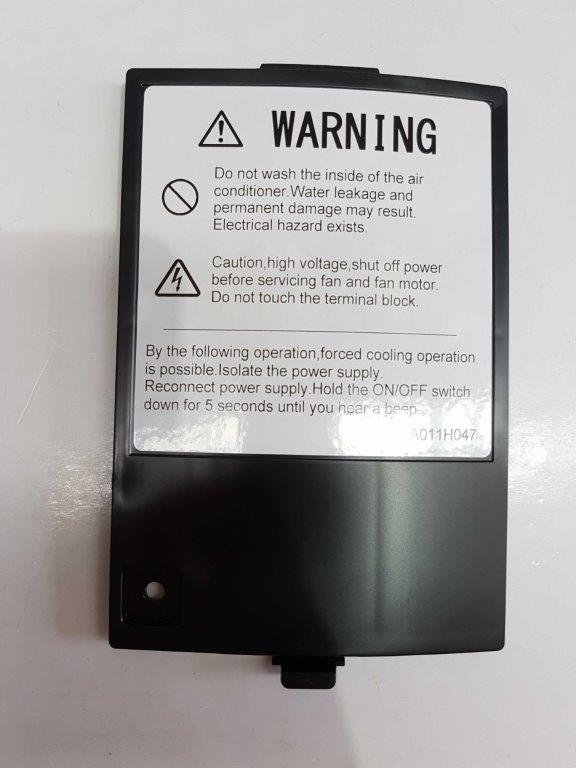 WARNING
Do not wash the inside of the air
conditioner.Water leakage and
permanent damage may result.
Electrical hazard exists.
Caution,high voltage,shut off power
before servicing fan and fan motor.
Do not touch the terminal block.
By the following operation,forced cooling operation
is possible.Isolate the power supply.
Reconnect power supply.Hold the ON/OFF switch
down for 5 seconds until you hear a beep.
A011H047